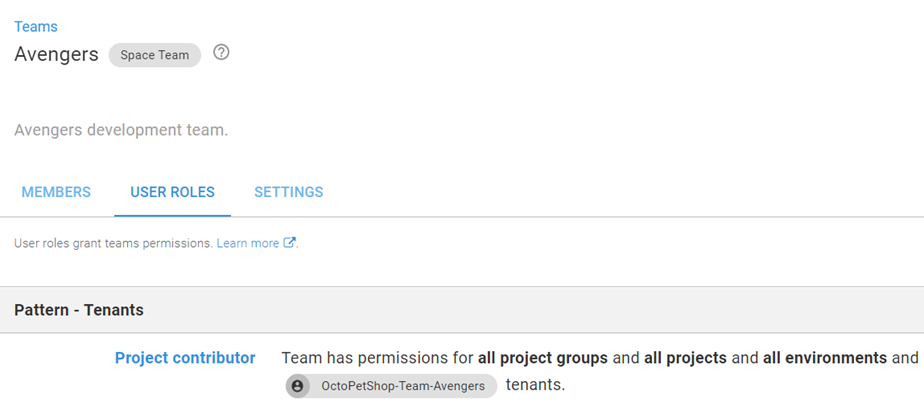 Teams
Avengers Space Team
Avengers development team.
MEMBERS USER ROLES SETTINGS
User roles grant teams permissions. Learn more.
Pattern - Tenants
Project contributor Team has permissions for all project groups and all projects and all environments and
OctoPetShop-Team-Avengers tenants.